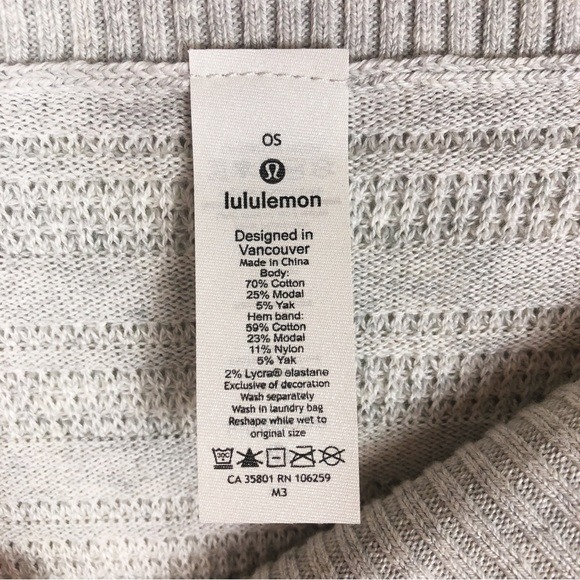 OS
lululemon
Designed in
Vancouver
Made in China
Body:
70% Cotton
25% Modal
5% Yak
Hem band:
59% Cotton
23% Modal
11% Nylon
5% Yak
2% Lycra® elastane
Exclusive of decoration
Wash separately
Wash in laundry bag
Reshape while wet to
original size
CA 35801 RN 106259
M3